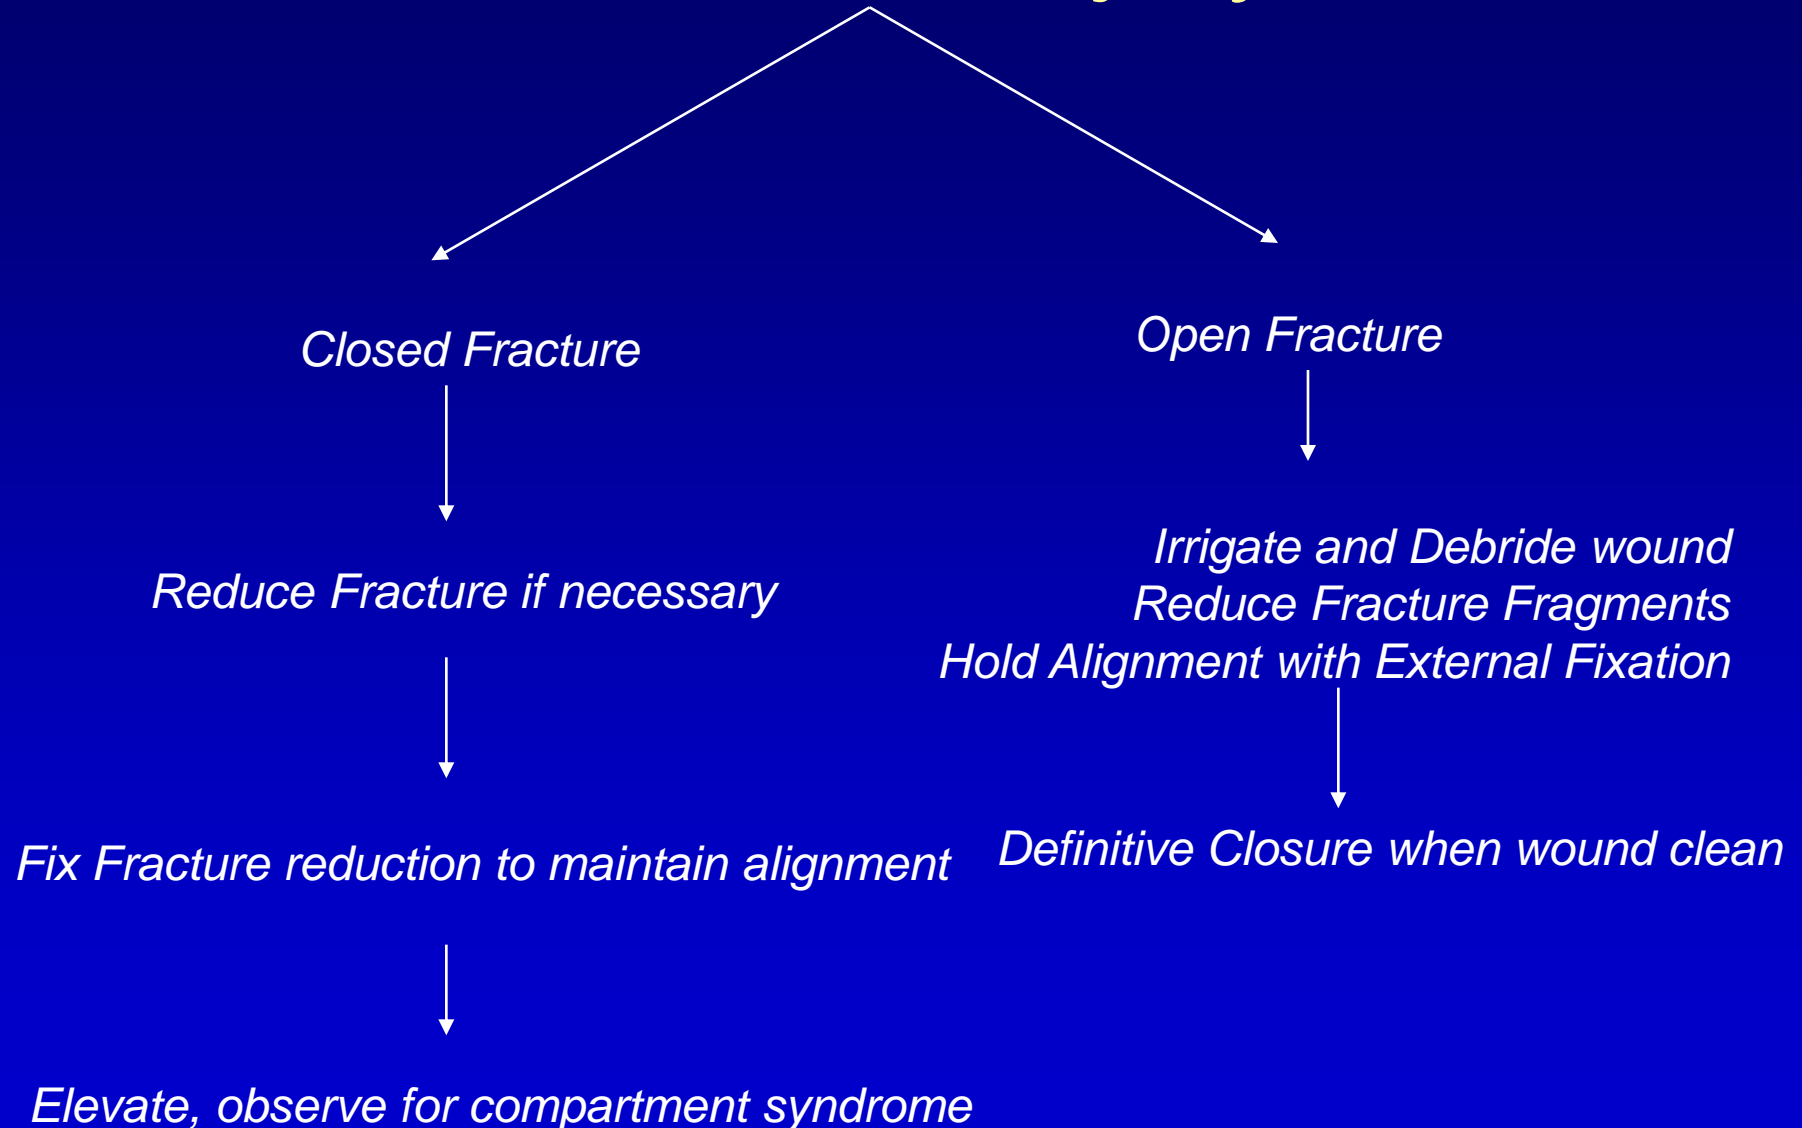 Closed Fracture
Open Fracture
Reduce Fracture if necessary
Irrigate and Debride wound
Reduce Fracture Fragments
Hold Alignment with External Fixation
Fix Fracture reduction to maintain alignment
Definitive Closure when wound clean
Elevate, observe for compartment syndrome